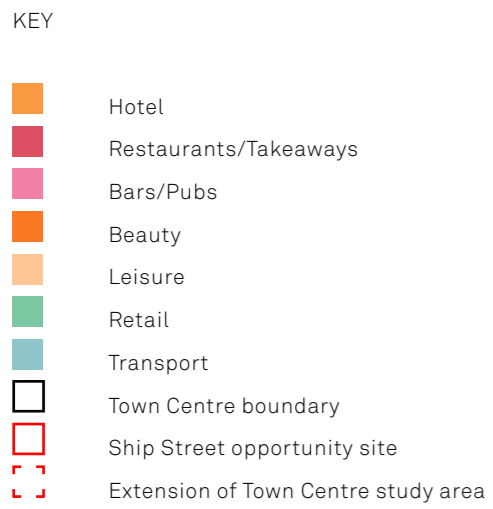 KEY
Hotel
Restaurants/Takeaways
Bars/Pubs
Beauty
Leisure
Retail
Transport
Town Centre boundary
Ship Street opportunity site
Extension of Town Centre study area